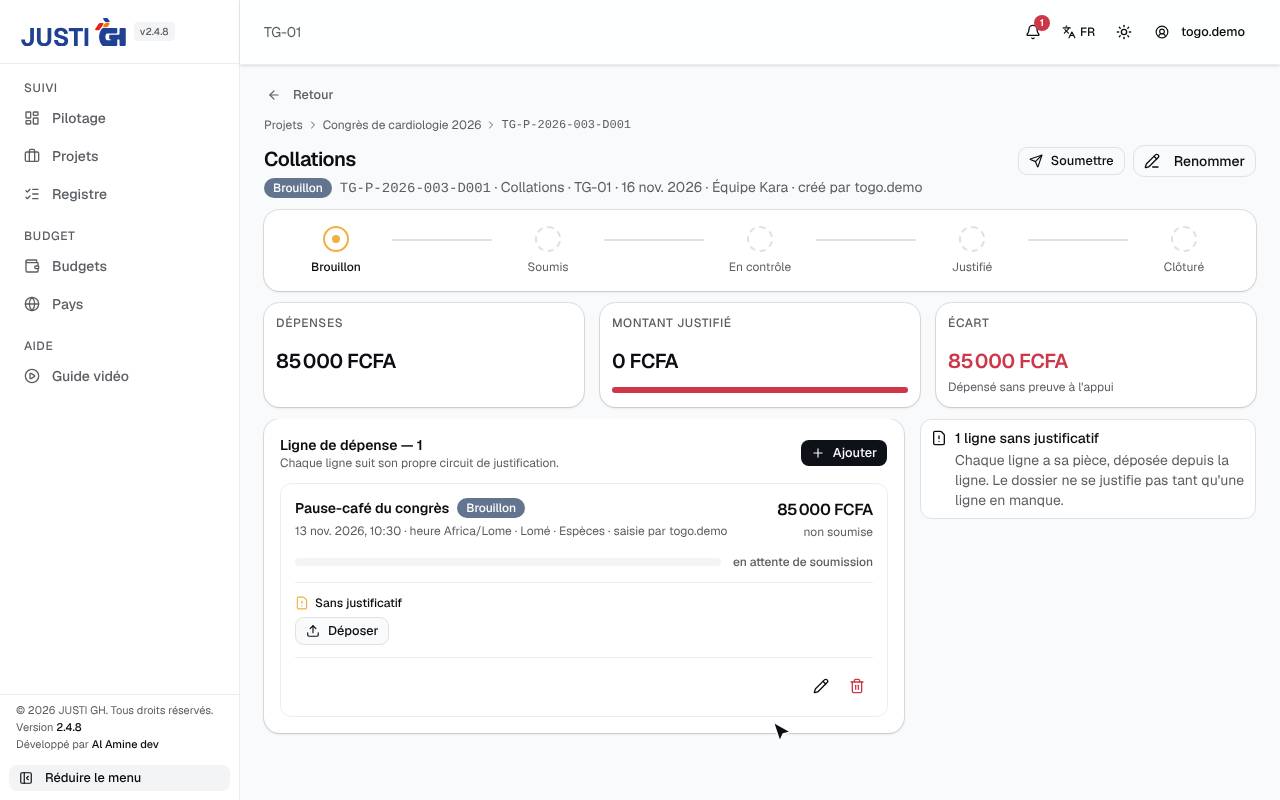 JUSTI GH v2.4.8
TG-01
1
FR
togo.demo
SUIVI
Pilotage
Projets
Registre
BUDGET
Budgets
Pays
AIDE
Guide vidéo
© 2026 JUSTI GH. Tous droits réservés.
Version 2.4.8
Développé par Al Amine dev
Réduire le menu
Retour
Projets > Congrès de cardiologie 2026 > TG-P-2026-003-D001
Collations
Soumettre
Renommer
Brouillon TG-P-2026-003-D001 · Collations · TG-01 · 16 nov. 2026 · Équipe Kara · créé par togo.demo
Brouillon
Soumis
En contrôle
Justifié
Clôturé
DÉPENSES
85 000 FCFA
MONTANT JUSTIFIÉ
0 FCFA
ÉCART
85 000 FCFA
Dépensé sans preuve à l'appui
Ligne de dépense — 1
Chaque ligne suit son propre circuit de justification.
Ajouter
Pause-café du congrès Brouillon
85 000 FCFA
13 nov. 2026, 10:30 · heure Africa/Lome · Lomé · Espèces · saisie par togo.demo
non soumise
en attente de soumission
Sans justificatif
Déposer
1 ligne sans justificatif
Chaque ligne a sa pièce, déposée depuis la
ligne. Le dossier ne se justifie pas tant qu'une
ligne en manque.